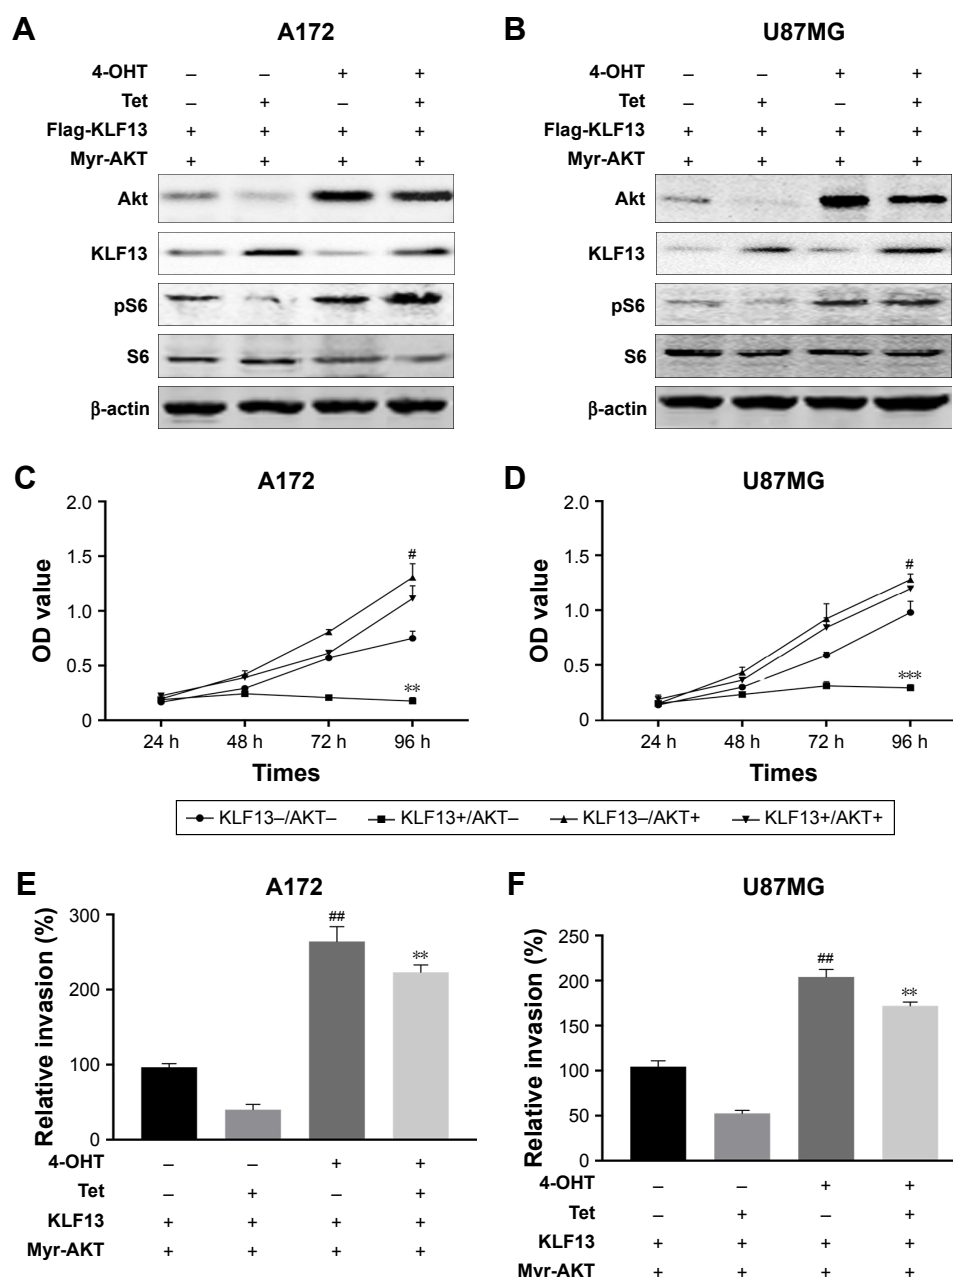 A A172
4-OHT – – + +
Tet – + – +
Flag-KLF13 + + + +
Myr-AKT + + + +
Akt
KLF13
pS6
S6
β-actin
B U87MG
4-OHT – – + +
Tet – + – +
Flag-KLF13 + + + +
Myr-AKT + + + +
Akt
KLF13
pS6
S6
β-actin
C A172
OD value
2.0
1.5
1.0
0.5
0
#
**
24 h 48 h 72 h 96 h
Times
D U87MG
OD value
2.0
1.5
1.0
0.5
0
#
***
24 h 48 h 72 h 96 h
Times
KLF13–/AKT– KLF13+/AKT– KLF13–/AKT+ KLF13+/AKT+
E A172
Relative invasion (%)
300
200
100
0
##
**
4-OHT – – + +
Tet – + – +
KLF13 + + + +
Myr-AKT + + + +
F U87MG
Relative invasion (%)
250
200
150
100
50
0
##
**
4-OHT – – + +
Tet – + – +
KLF13 + + + +
Myr-AKT + + + +